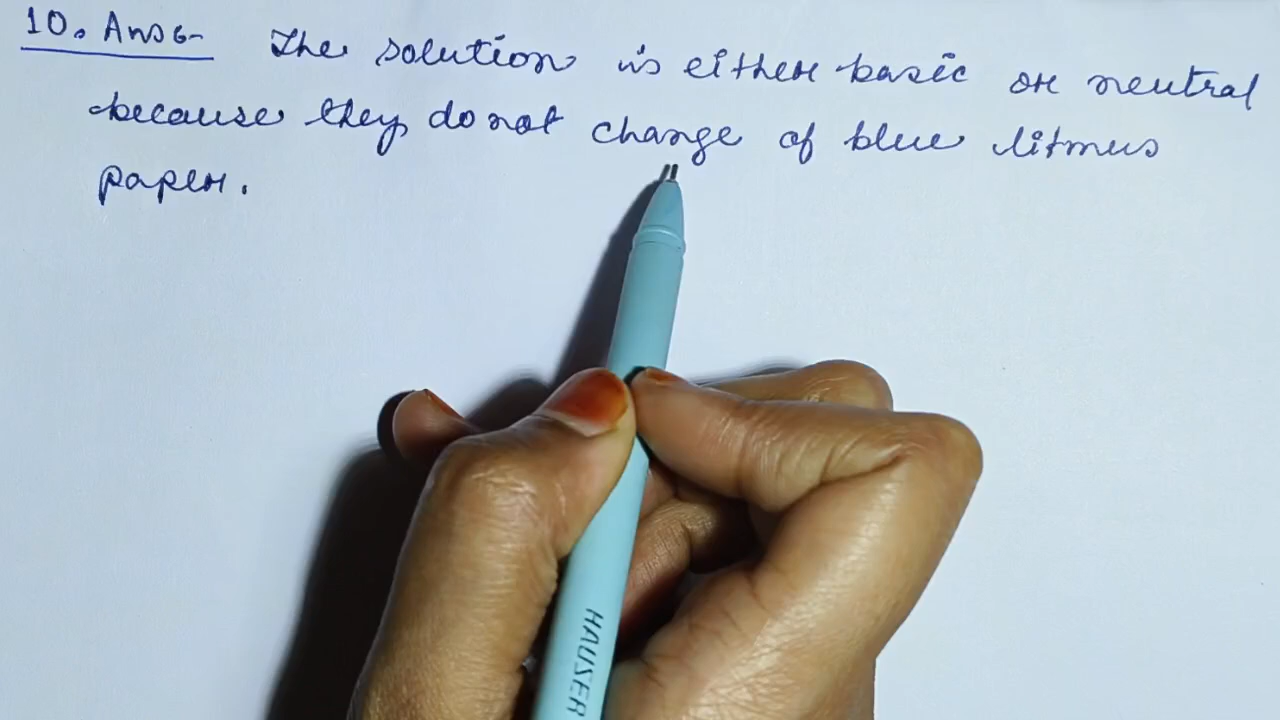 10. Ans:- The solution is either basic or neutral
because they do not change of blue litmus
paper.
HAUSER